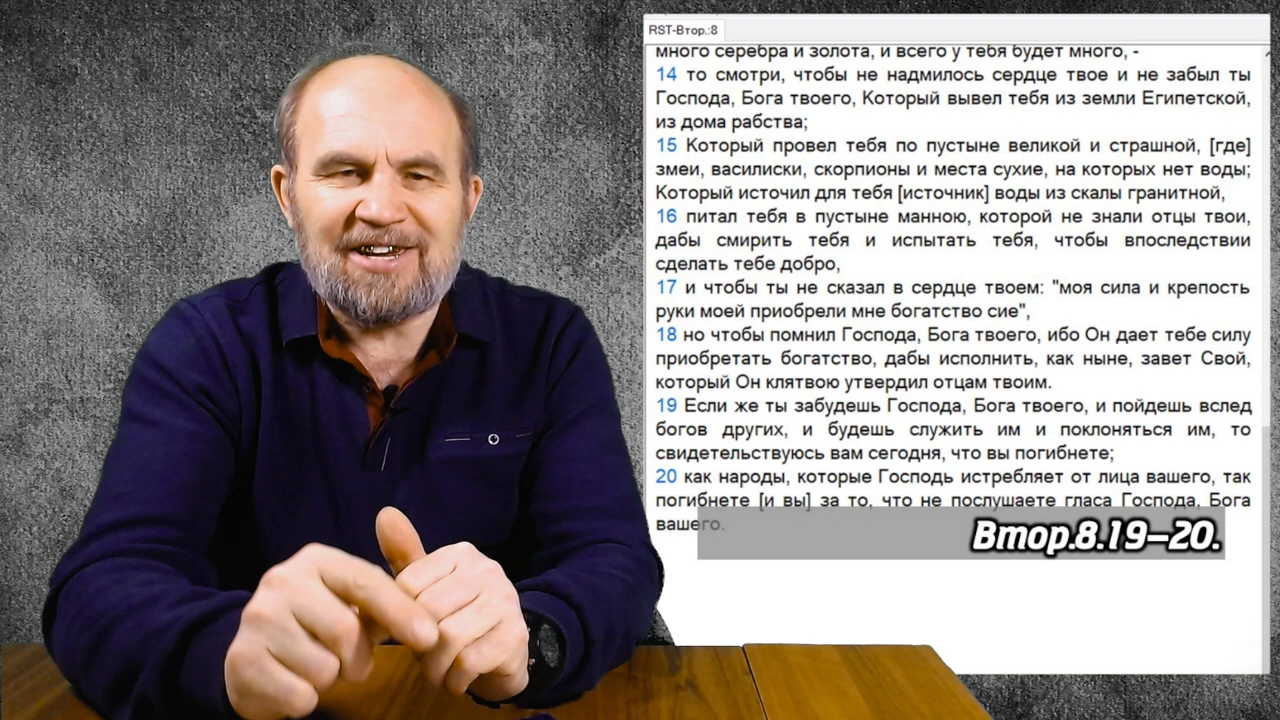 RST-Втор.:8
много серебра и золота, и всего у тебя будет много, -
14 то смотри, чтобы не надмилось сердце твое и не забыл ты
Господа, Бога твоего, Который вывел тебя из земли Египетской,
из дома рабства;
15 Который провел тебя по пустыне великой и страшной, [где]
змеи, василиски, скорпионы и места сухие, на которых нет воды;
Который источил для тебя [источник] воды из скалы гранитной,
16 питал тебя в пустыне манною, которой не знали отцы твои,
дабы смирить тебя и испытать тебя, чтобы впоследствии
сделать тебе добро,
17 и чтобы ты не сказал в сердце твоем: "моя сила и крепость
руки моей приобрели мне богатство сие",
18 но чтобы помнил Господа, Бога твоего, ибо Он дает тебе силу
приобретать богатство, дабы исполнить, как ныне, завет Свой,
который Он клятвою утвердил отцам твоим.
19 Если же ты забудешь Господа, Бога твоего, и пойдешь вслед
богов других, и будешь служить им и поклоняться им, то
свидетельствуюсь вам сегодня, что вы погибнете;
20 как народы, которые Господь истребляет от лица вашего, так
погибнете [и вы] за то, что не послушаете гласа Господа, Бога
вашего.
Втор.8.19–20.